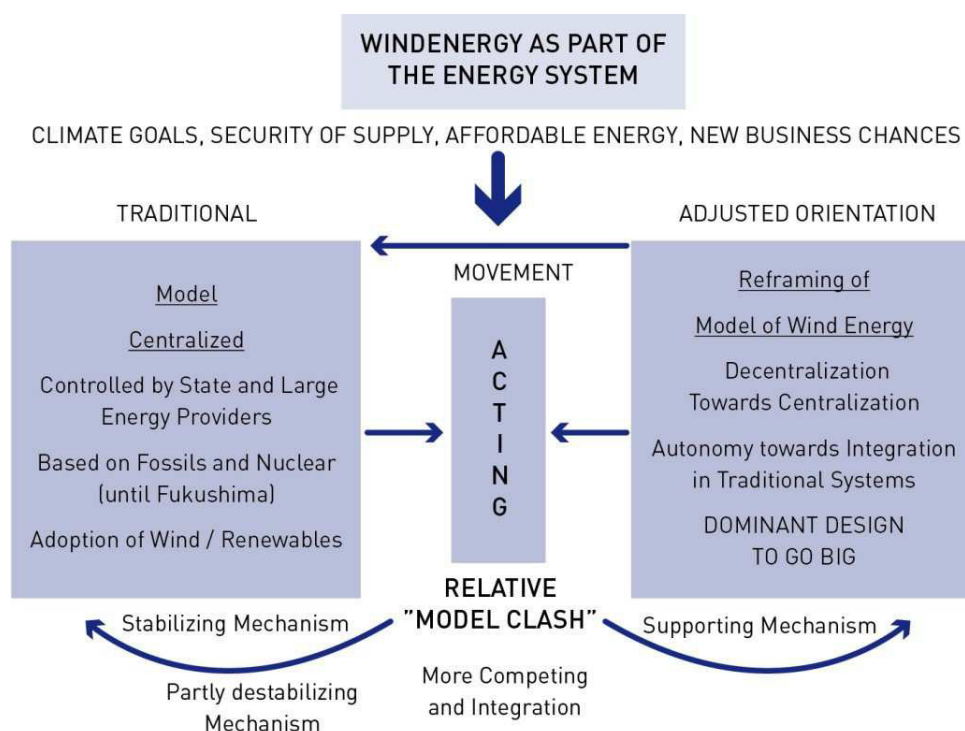 WINDENERGY AS PART OF
THE ENERGY SYSTEM
CLIMATE GOALS, SECURITY OF SUPPLY, AFFORDABLE ENERGY, NEW BUSINESS CHANCES
TRADITIONAL
Model
Centralized
Controlled by State and Large
Energy Providers
Based on Fossils and Nuclear
(until Fukushima)
Adoption of Wind / Renewables
MOVEMENT
A
C
T
I
N
G
ADJUSTED ORIENTATION
Reframing of
Model of Wind Energy
Decentralization
Towards Centralization
Autonomy towards Integration
in Traditional Systems
DOMINANT DESIGN
TO GO BIG
RELATIVE
"MODEL CLASH"
Stabilizing Mechanism
Supporting Mechanism
Partly destabilizing
Mechanism
More Competing
and Integration